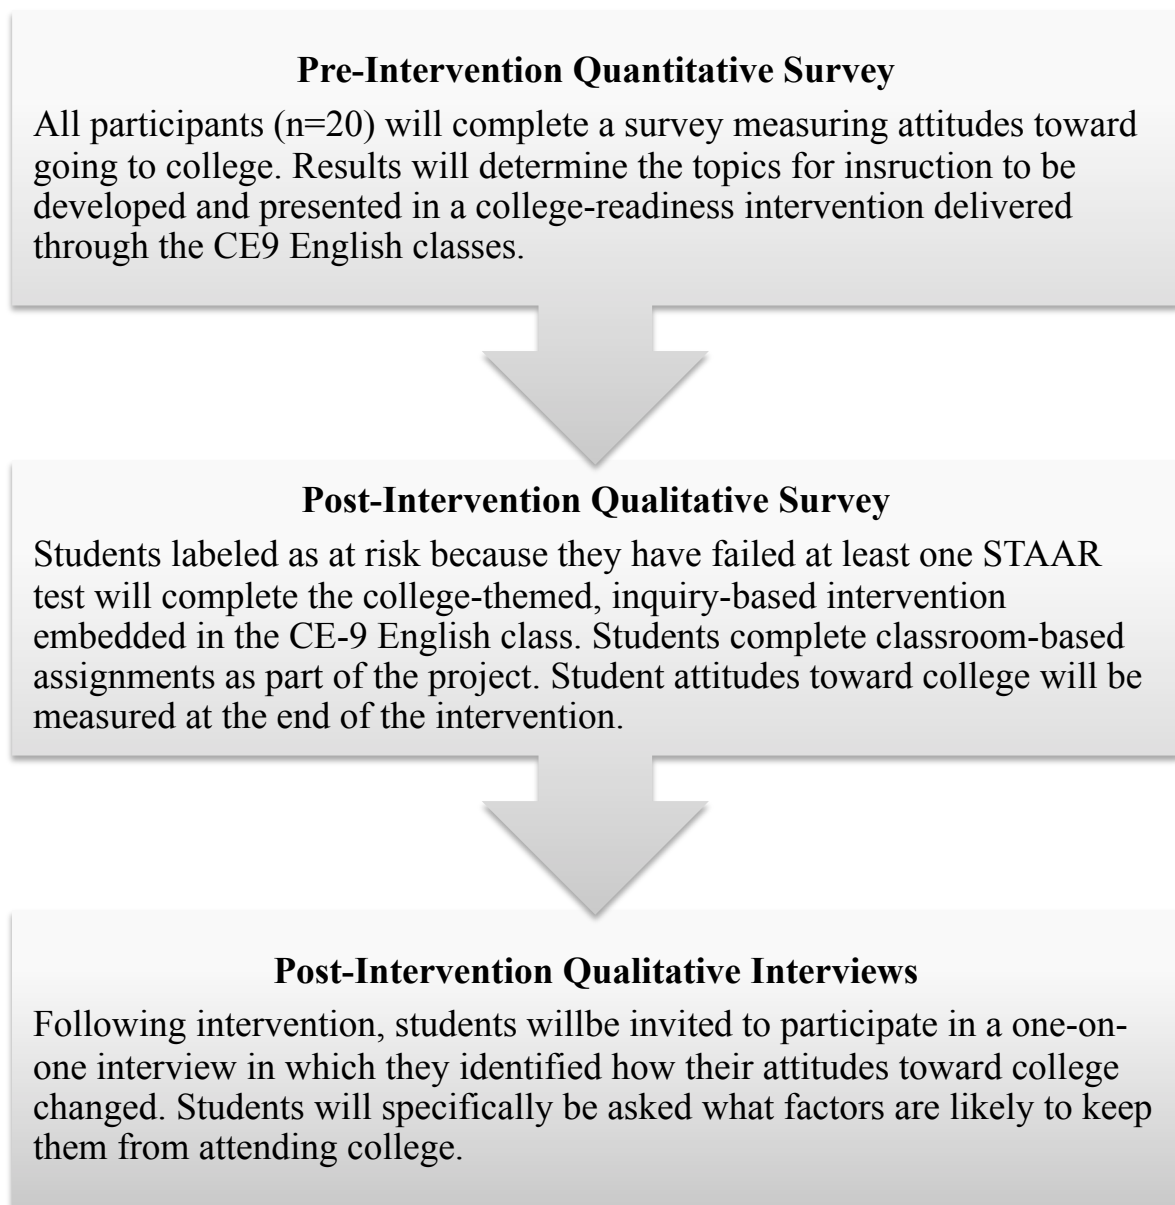 Pre-Intervention Quantitative Survey
All participants (n=20) will complete a survey measuring attitudes toward
going to college. Results will determine the topics for insruction to be
developed and presented in a college-readiness intervention delivered
through the CE9 English classes.
Post-Intervention Qualitative Survey
Students labeled as at risk because they have failed at least one STAAR
test will complete the college-themed, inquiry-based intervention
embedded in the CE-9 English class. Students complete classroom-based
assignments as part of the project. Student attitudes toward college will be
measured at the end of the intervention.
Post-Intervention Qualitative Interviews
Following intervention, students willbe invited to participate in a one-on-
one interview in which they identified how their attitudes toward college
changed. Students will specifically be asked what factors are likely to keep
them from attending college.